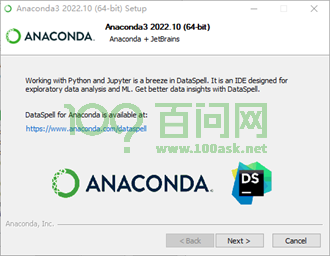 Anaconda3 2022.10 (64-bit) Setup
ANACONDA.
Anaconda3 2022.10 (64-bit)
Anaconda + JetBrains
Working with Python and Jupyter is a breeze in DataSpell. It is an IDE designed for
exploratory data analysis and ML. Get better data insights with DataSpell.
DataSpell for Anaconda is available at:
https://www.anaconda.com/dataspell
100ask 百问网
www.100ask.net
ANACONDA.
DS
Anaconda, Inc.
< Back
Next >
Cancel